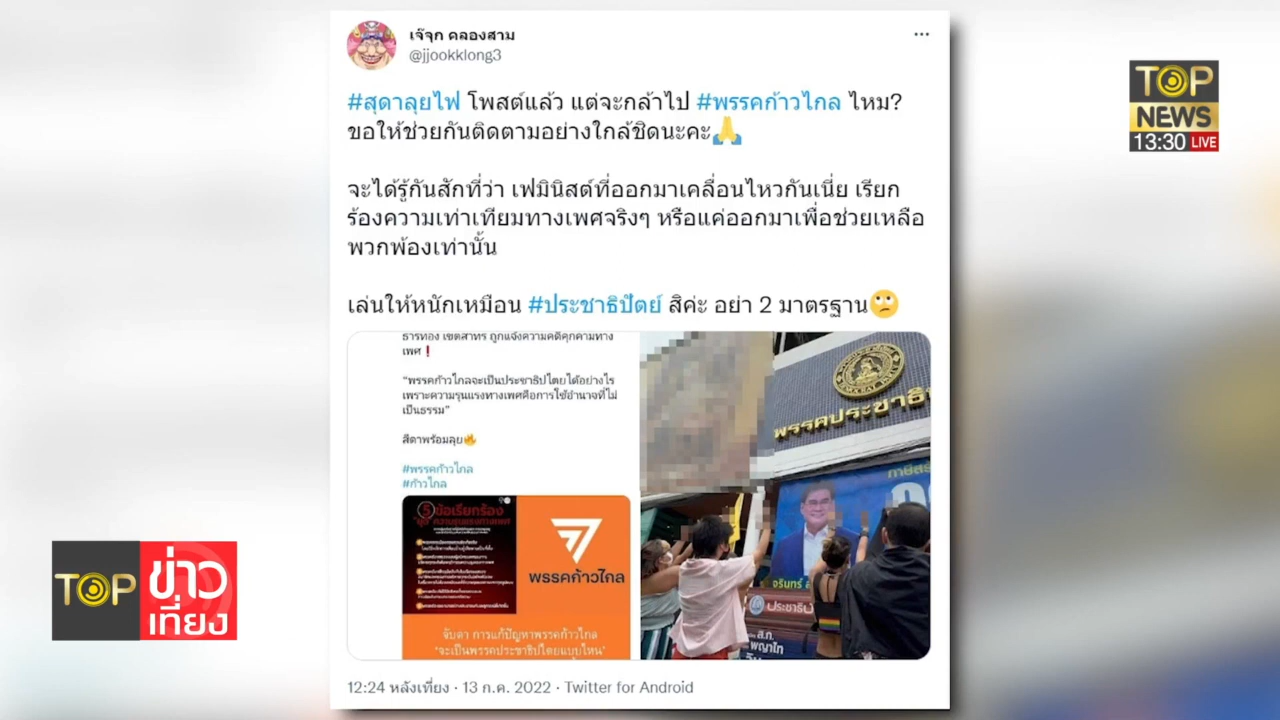 เจ๊จุก คลองสาม
@jjookklong3
#สุดาลุยไฟ โพสต์แล้ว แต่จะกล้าไป #พรรคก้าวไกล ไหม?
ขอให้ช่วยกันติดตามอย่างใกล้ชิดนะคะ🙏
จะได้รู้กันสักที่ว่า เฟมินิสต์ที่ออกมาเคลื่อนไหวกันเนี่ย เรียก
ร้องความเท่าเทียมทางเพศจริงๆ หรือแค่ออกมาเพื่อช่วยเหลือ
พวกพ้องเท่านั้น
เล่นให้หนักเหมือน #ประชาธิปัตย์ สิค่ะ อย่า 2 มาตรฐาน🙄
ธารทอง เขตสาทร ถูกแจ้งความคดีคุกคามทาง
เพศ❗
“พรรคก้าวไกลจะเป็นประชาธิปไตยได้อย่างไร
เพราะความรุนแรงทางเพศคือการใช้อำนาจที่ไม่
เป็นธรรม”
สีดาพร้อมลุย🔥
#พรรคก้าวไกล
#ก้าวไกล
5 ข้อเรียกร้อง
พรรคก้าวไกล
จับตา การแก้ปัญหาพรรคก้าวไกล
'จะเป็นพรรคประชาธิปไตยแบบไหน'
พรรคประชาธิ
จุรินทร์
ส.ก.
พญาไท
12:24 หลังเที่ยง · 13 ก.ค. 2022 · Twitter for Android
TOP
NEWS
13:30 LIVE
TOP ข่าว
เที่ยง